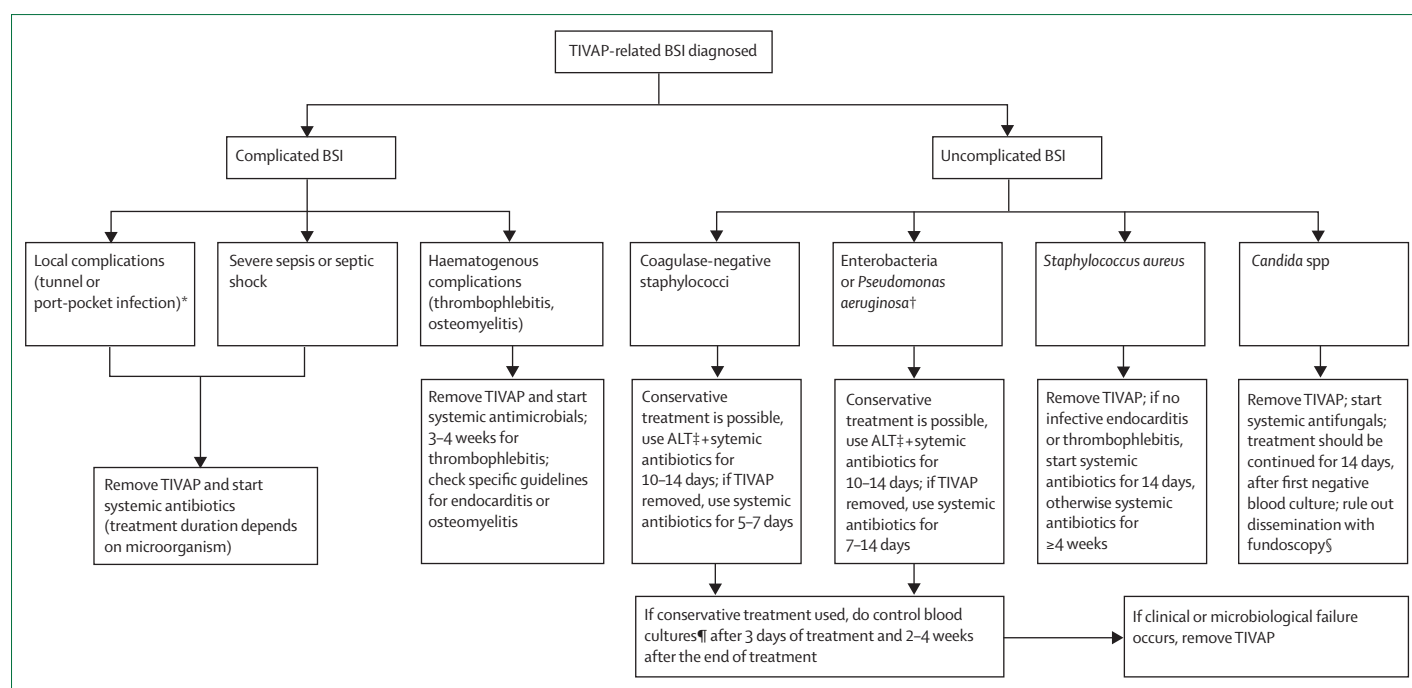 TIVAP-related BSI diagnosed
Complicated BSI
Uncomplicated BSI
Local complications
(tunnel or
port-pocket infection)*
Severe sepsis or septic
shock
Haematogenous
complications
(thrombophlebitis,
osteomyelitis)
Coagulase-negative
staphylococci
Enterobacteria
or Pseudomonas
aeruginosa†
Staphylococcus aureus
Candida spp
Remove TIVAP and start
systemic antibiotics
(treatment duration depends
on microorganism)
Remove TIVAP and start
systemic antimicrobials;
3–4 weeks for
thrombophlebitis;
check specific guidelines
for endocarditis or
osteomyelitis
Conservative
treatment is possible,
use ALT‡+sytemic
antibiotics for
10–14 days; if TIVAP
removed, use systemic
antibiotics for 5–7 days
Conservative
treatment is possible,
use ALT‡+sytemic
antibiotics for
10–14 days; if TIVAP
removed, use systemic
antibiotics for
7–14 days
Remove TIVAP; if no
infective endocarditis
or thrombophlebitis,
start systemic
antibiotics for 14 days,
otherwise systemic
antibiotics for
≥4 weeks
Remove TIVAP; start
systemic antifungals;
treatment should be
continued for 14 days,
after first negative
blood culture; rule out
dissemination with
fundoscopy§
If conservative treatment used, do control blood
cultures¶ after 3 days of treatment and 2–4 weeks
after the end of treatment
If clinical or microbiological failure
occurs, remove TIVAP